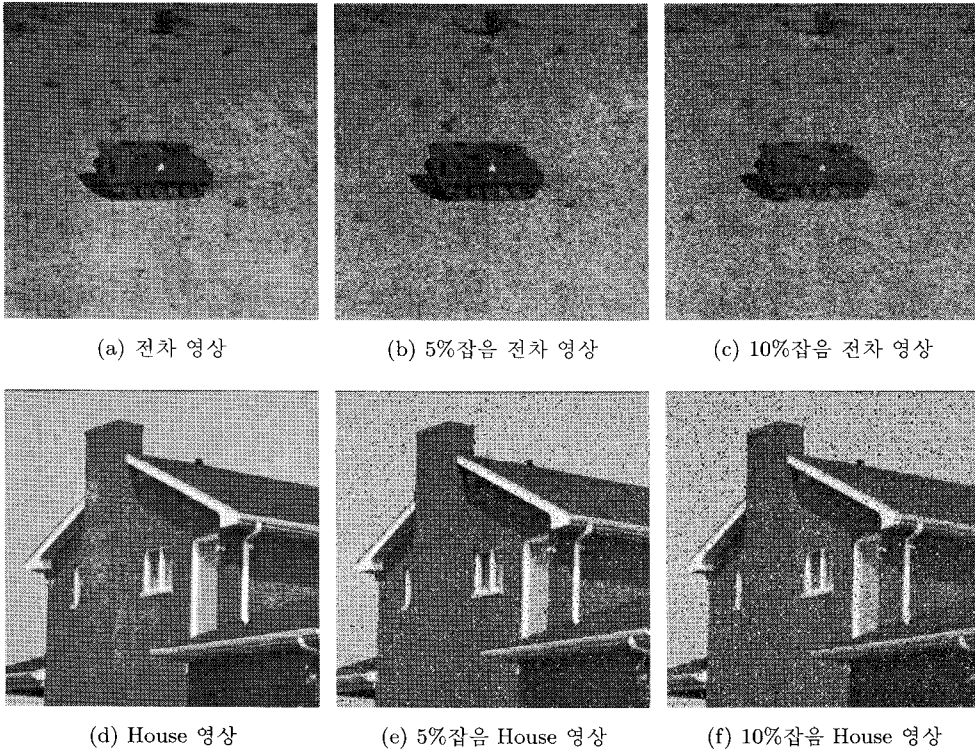 (a) 전차 영상
(b) 5%잡음 전차 영상
(c) 10%잡음 전차 영상
(d) House 영상
(e) 5%잡음 House 영상
(f) 10%잡음 House 영상